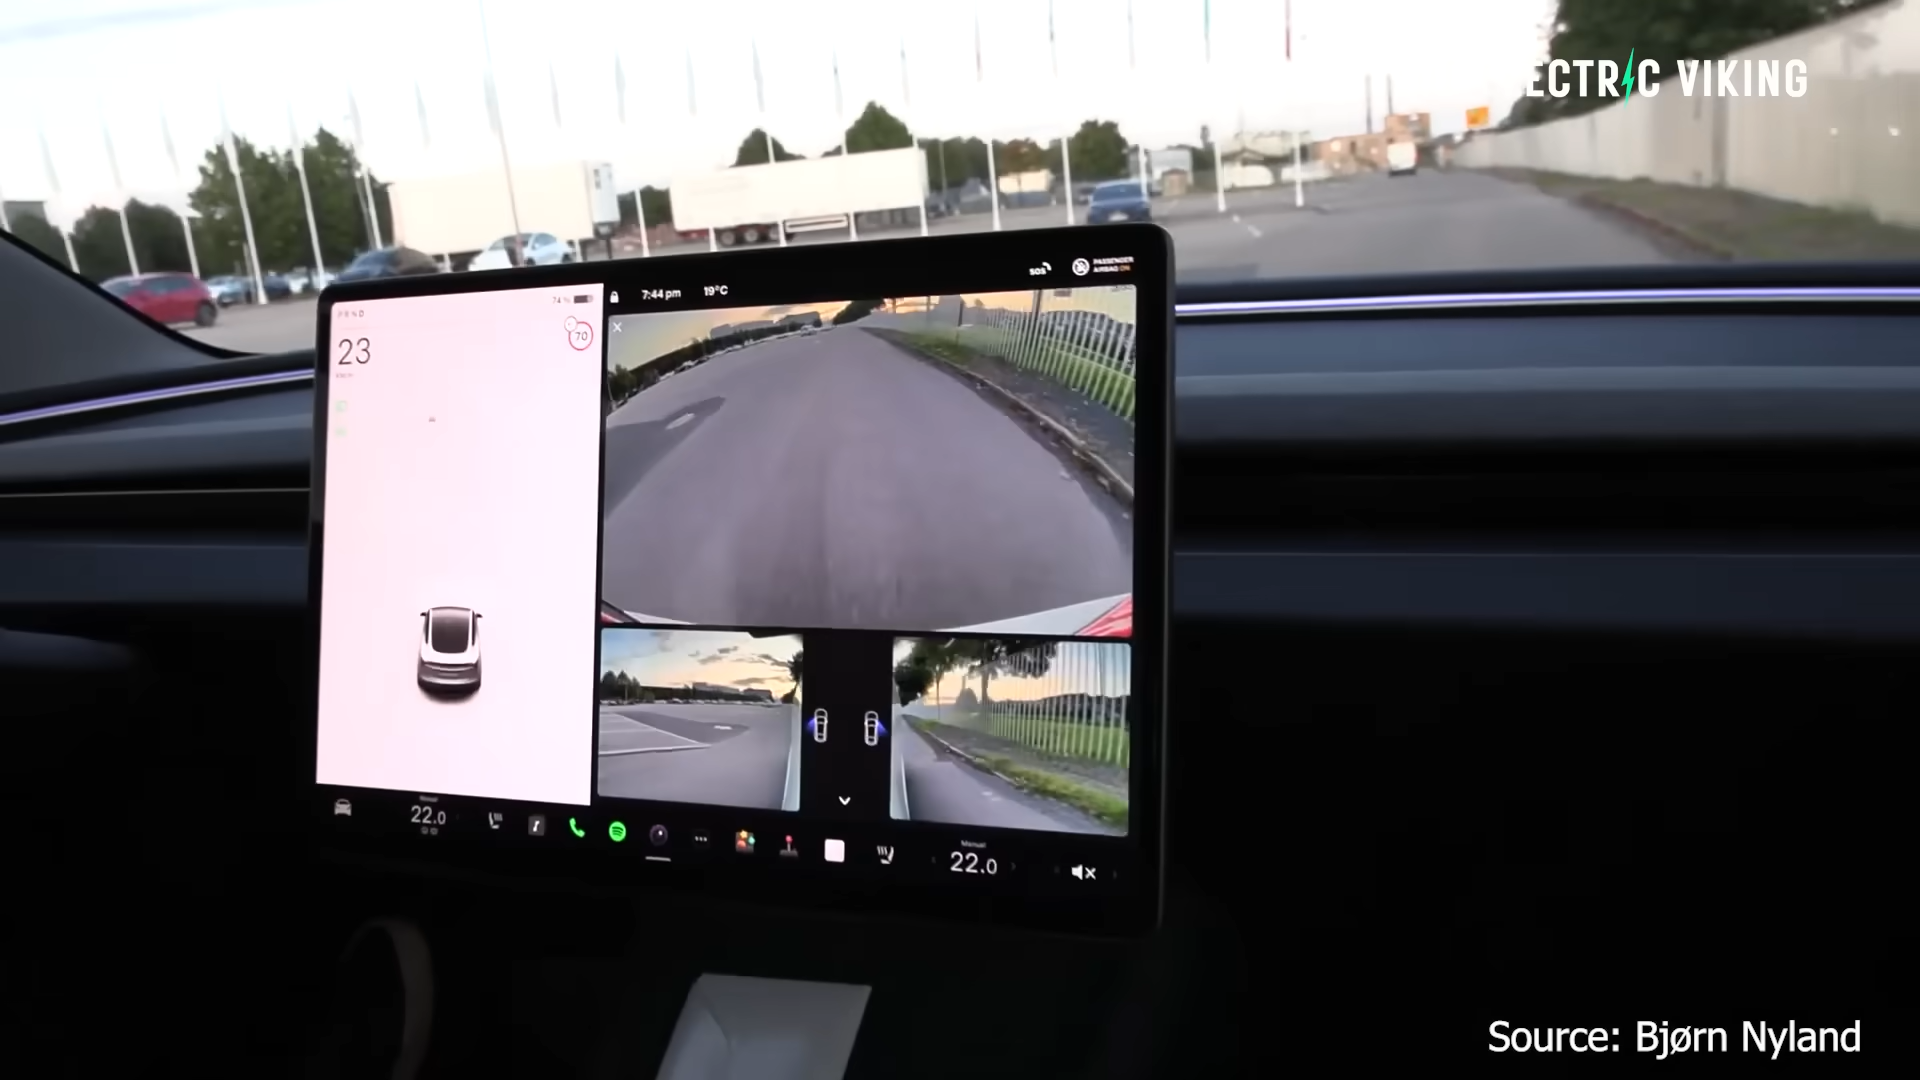 ECTRIC VIKING
PRND
74 %
7:44 pm
19°C
SOS
PASSENGER
AIRBAG ON
23
70
Manual
22.0
Manual
22.0
Source: Bjørn Nyland